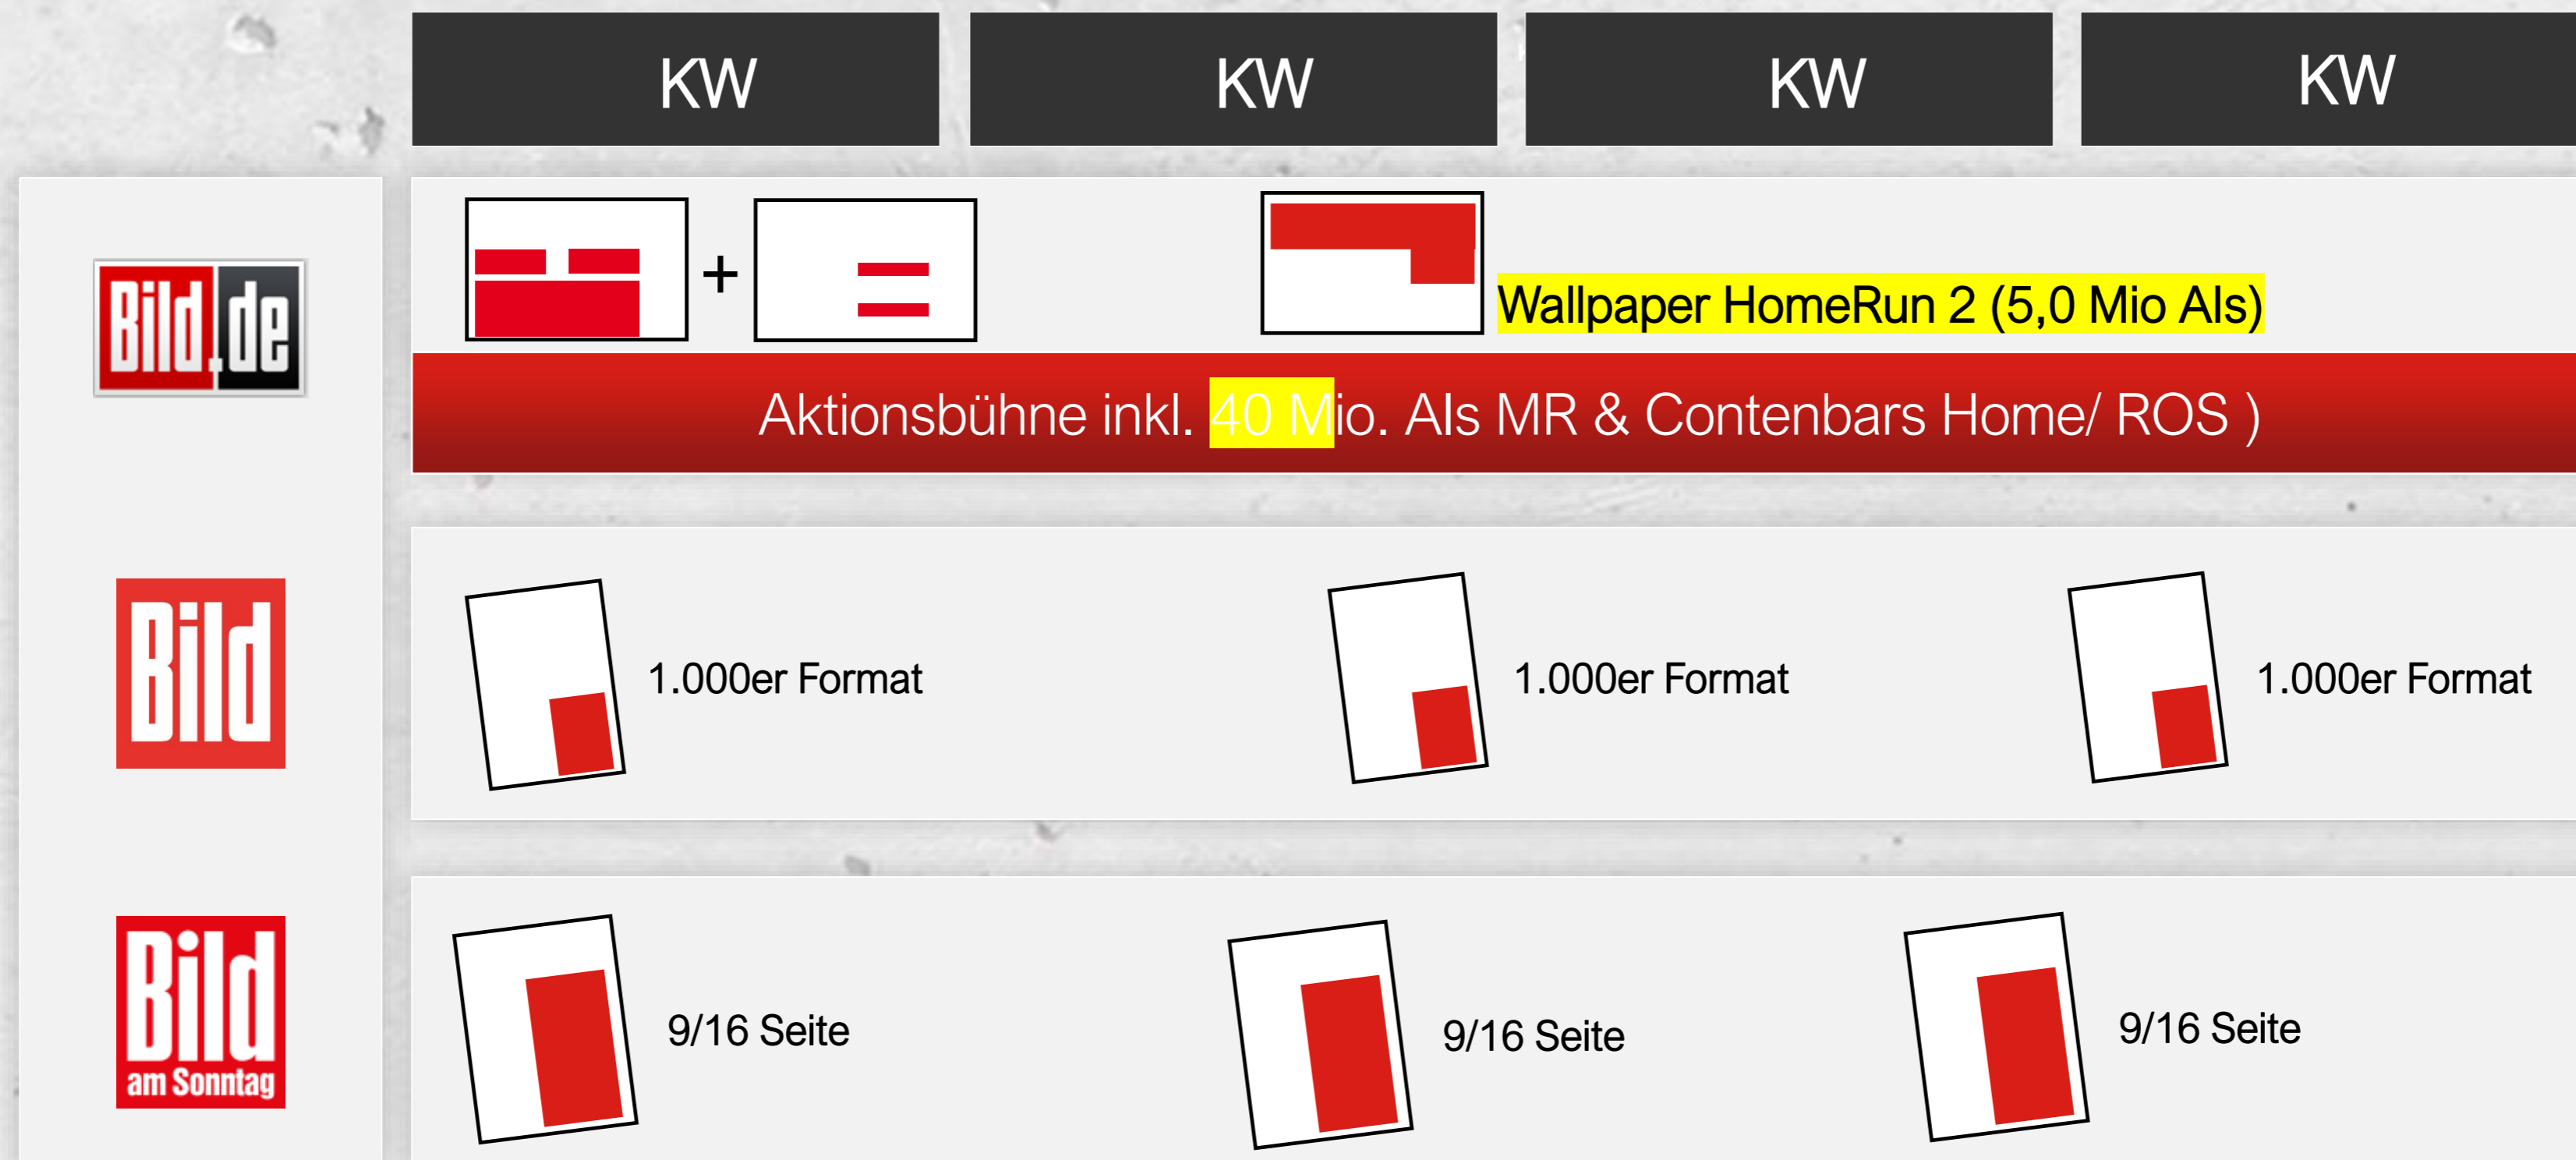 KW
KW
KW
KW
Bild.de
+
Wallpaper HomeRun 2 (5,0 Mio AIs)
Aktionsbühne inkl. 40 Mio. AIs MR & Contenbars Home/ ROS )
Bild
1.000er Format
1.000er Format
1.000er Format
Bild
am Sonntag
9/16 Seite
9/16 Seite
9/16 Seite